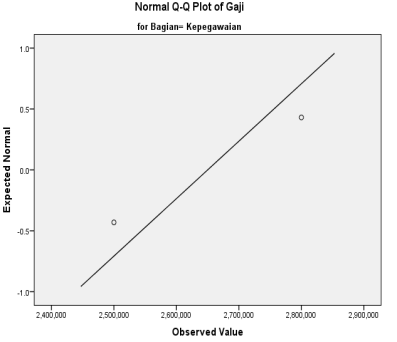 Normal Q-Q Plot of Gaji
for Bagian= Kepegawaian
Expected Normal
1.0
0.5
0.0
-0.5
-1.0
2,400,000 2,500,000 2,600,000 2,700,000 2,800,000 2,900,000
Observed Value